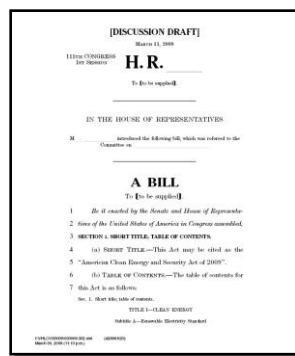 [DISCUSSION DRAFT]
111TH CONGRESS
1ST SESSION
H. R.
To [to be supplied].
IN THE HOUSE OF REPRESENTATIVES
M introduced the following bill; which was referred to the
Committee on
A BILL
To [to be supplied].
1 Be it enacted by the Senate and House of Representa-
2 tives of the United States of America in Congress assembled,
3 SECTION 1. SHORT TITLE; TABLE OF CONTENTS.
4 (a) SHORT TITLE.—This Act may be cited as the
5 “American Clean Energy and Security Act of 2009”.
6 (b) TABLE OF CONTENTS.—The table of contents for
7 this Act is as follows:
Sec. 1. Short title; table of contents.
TITLE I—CLEAN ENERGY
Subtitle A—Renewable Electricity Standard